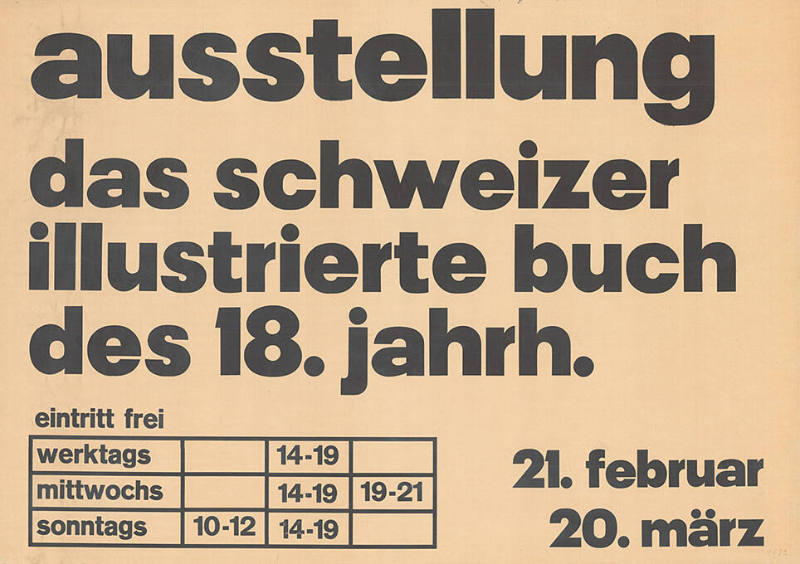 ausstellung
das schweizer
illustrierte buch
des 18. jahrh.
eintritt frei
werktags 14-19
mittwochs 14-19 19-21
sonntags 10-12 14-19
21. februar
20. märz